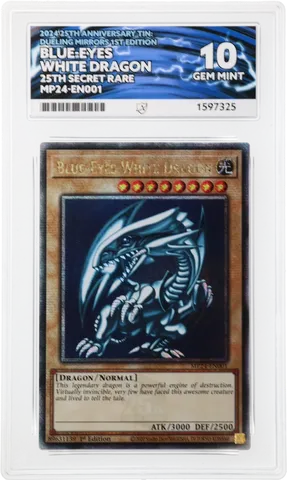 2024'25TH ANNIVERSARY TIN:
DUELING MIRRORS,1ST EDITION
BLUE:EYES
WHITE DRAGON
25TH SECRET RARE
MP24-EN001
10
GEM MINT
1597325
BLUE-EYES WHITE DRAGON
MP24-EN001
[DRAGON/NORMAL]
This legendary dragon is a powerful engine of destruction.
Virtually invincible, very few have faced this awesome creature
and lived to tell the tale.
ATK/3000 DEF/2500
1st Edition